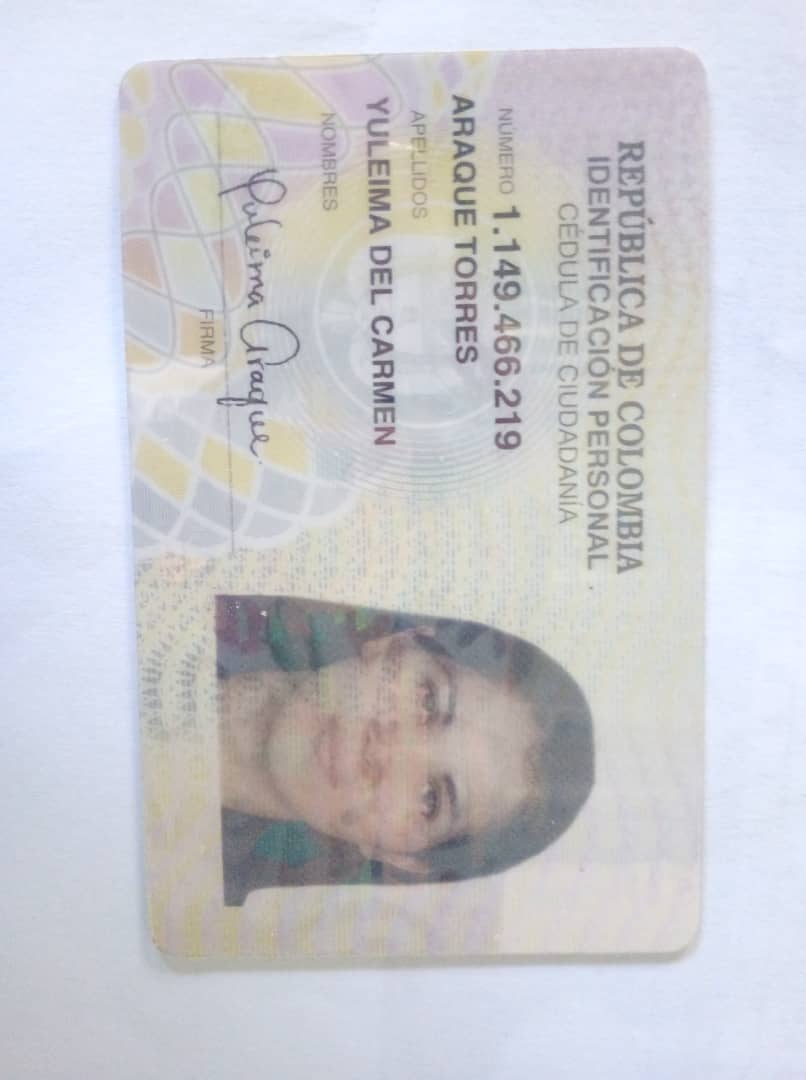 REPÚBLICA DE COLOMBIA
IDENTIFICACIÓN PERSONAL
CÉDULA DE CIUDADANÍA
NÚMERO 1.149.466.219
ARAQUE TORRES
APELLIDOS
YULEIMA DEL CARMEN
NOMBRES
Yuleima Araque
FIRMA